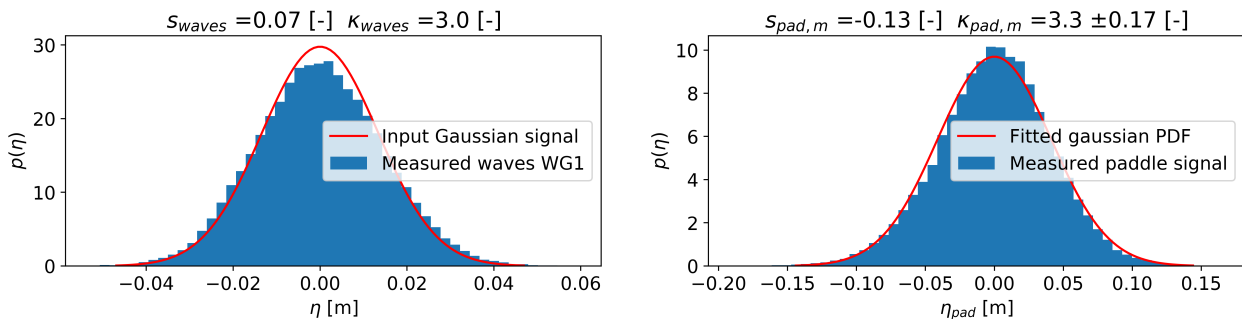 s_waves =0.07 [-] κ_waves =3.0 [-]
30
20
10
0
p(η)
Input Gaussian signal
Measured waves WG1
−0.04 −0.02 0.00 0.02 0.04 0.06
η [m]
s_pad, m =-0.13 [-] κ_pad, m =3.3 ±0.17 [-]
10
8
6
4
2
0
p(η)
Fitted gaussian PDF
Measured paddle signal
−0.20 −0.15 −0.10 −0.05 0.00 0.05 0.10 0.15
η_pad [m]